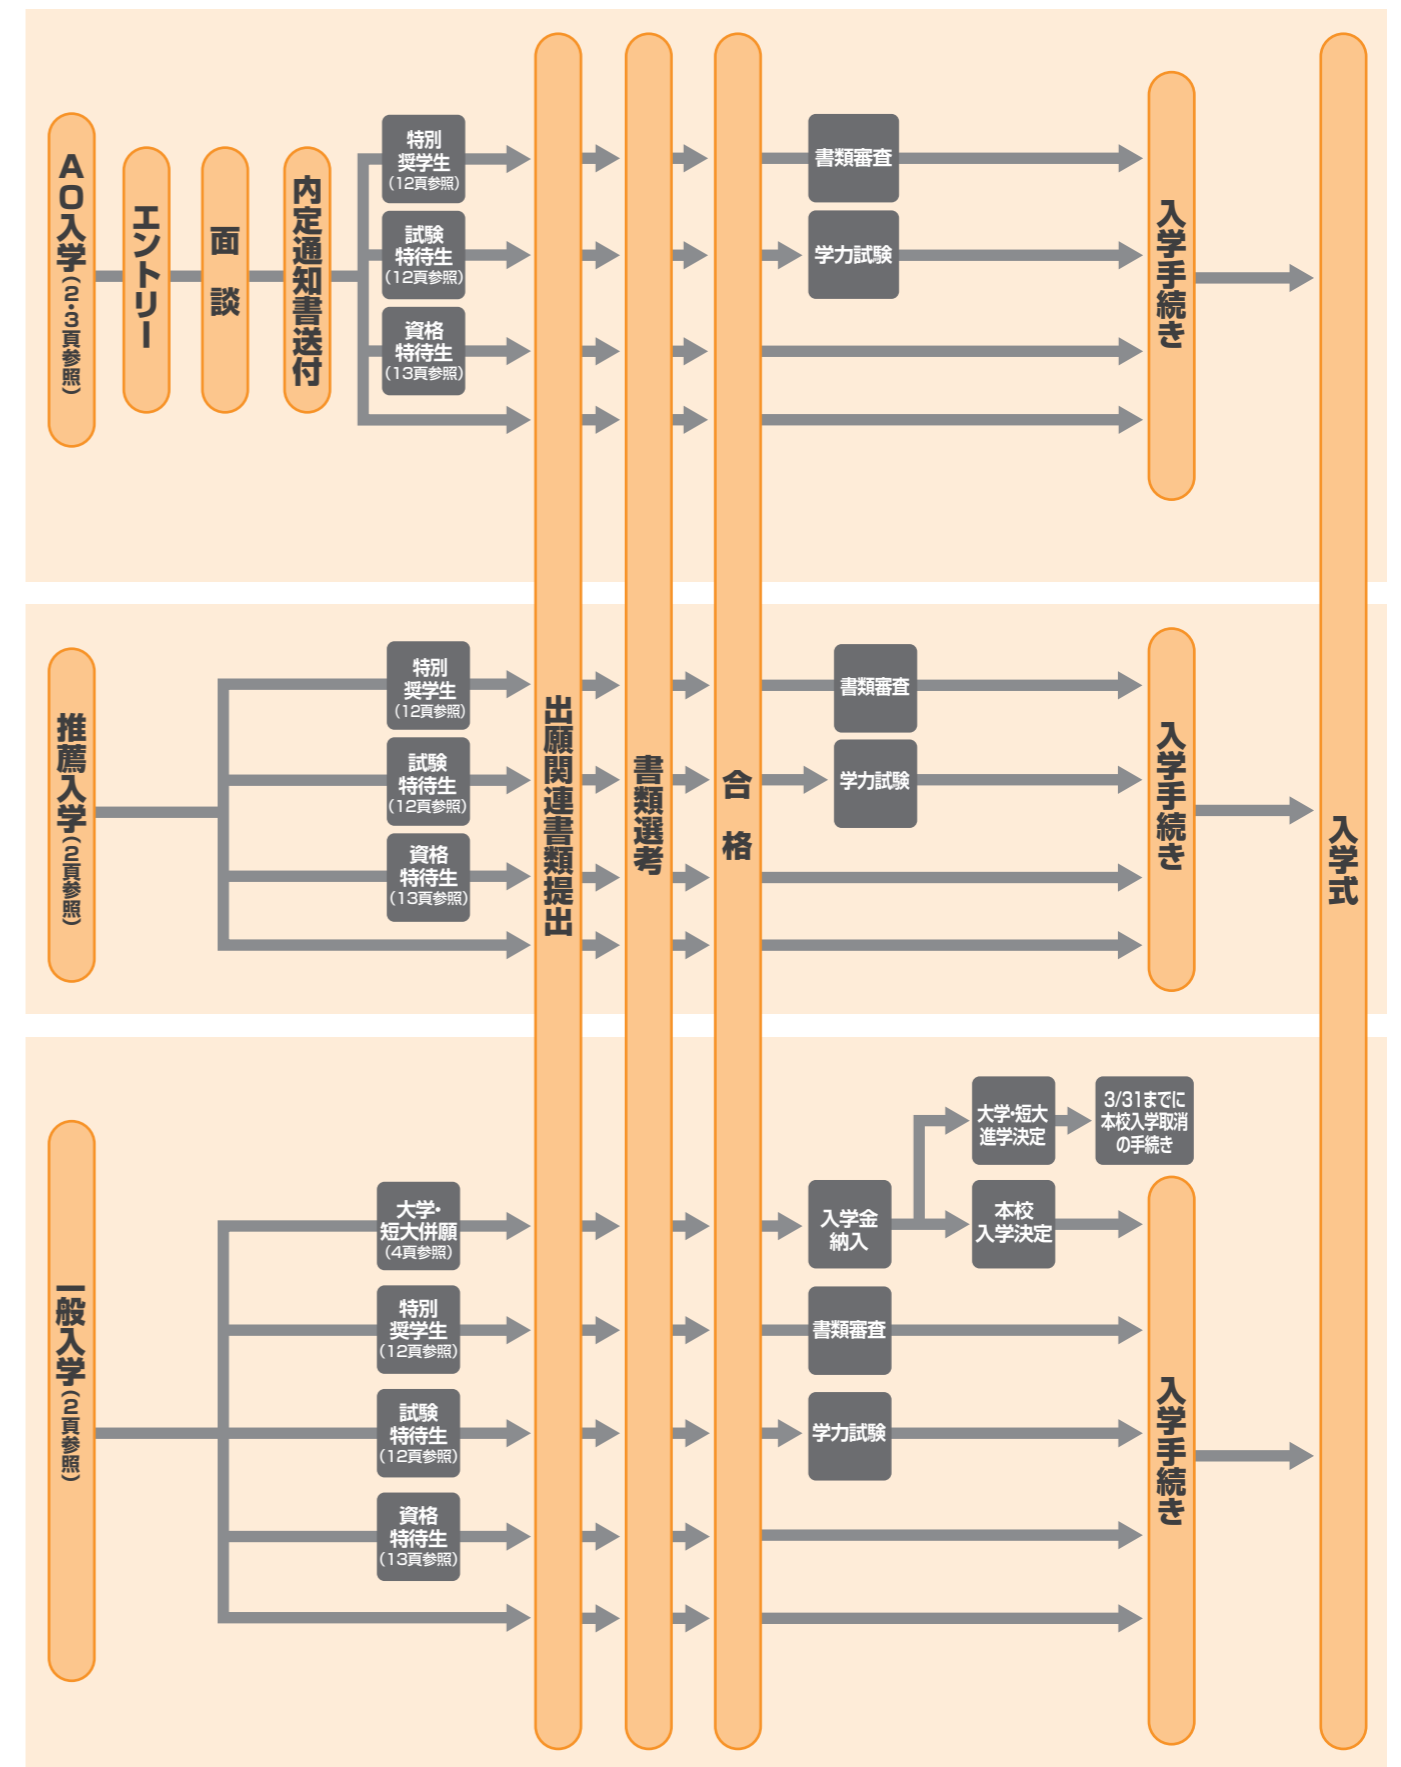 AO入学(2・3頁参照)
エントリー
面談
内定通知書送付
特別
奨学生
(12頁参照)
試験
特待生
(12頁参照)
資格
特待生
(13頁参照)
書類審査
学力試験
入学手続き
推薦入学(2頁参照)
特別
奨学生
(12頁参照)
試験
特待生
(12頁参照)
資格
特待生
(13頁参照)
出願関連書類提出
書類選考
合格
書類審査
学力試験
入学手続き
入学式
一般入学(2頁参照)
大学・
短大併願
(4頁参照)
特別
奨学生
(12頁参照)
試験
特待生
(12頁参照)
資格
特待生
(13頁参照)
入学金
納入
大学・短大
進学決定
3/31までに
本校入学取消
の手続き
本校
入学決定
書類審査
学力試験
入学手続き